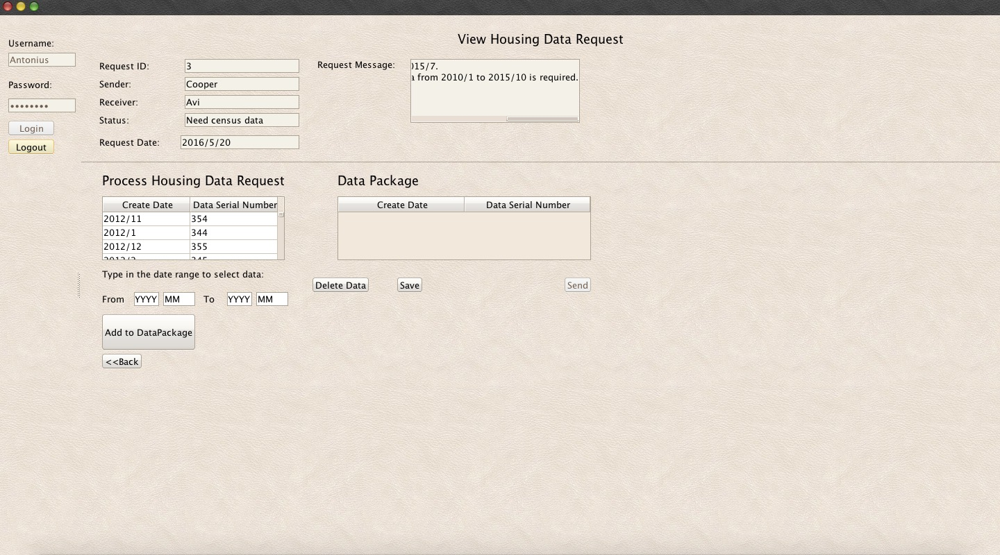 View Housing Data Request
Username:
Antonius
Password:
Login
Logout
Request ID: 3
Sender: Cooper
Receiver: Avi
Status: Need census data
Request Date: 2016/5/20
Request Message:
015/7.
from 2010/1 to 2015/10 is required.
Process Housing Data Request
Create Date Data Serial Number
2012/11 354
2012/1 344
2012/12 355
2012/2 345
Type in the date range to select data:
From YYYY MM To YYYY MM
Add to DataPackage
<<Back
Data Package
Create Date Data Serial Number
Delete Data Save Send